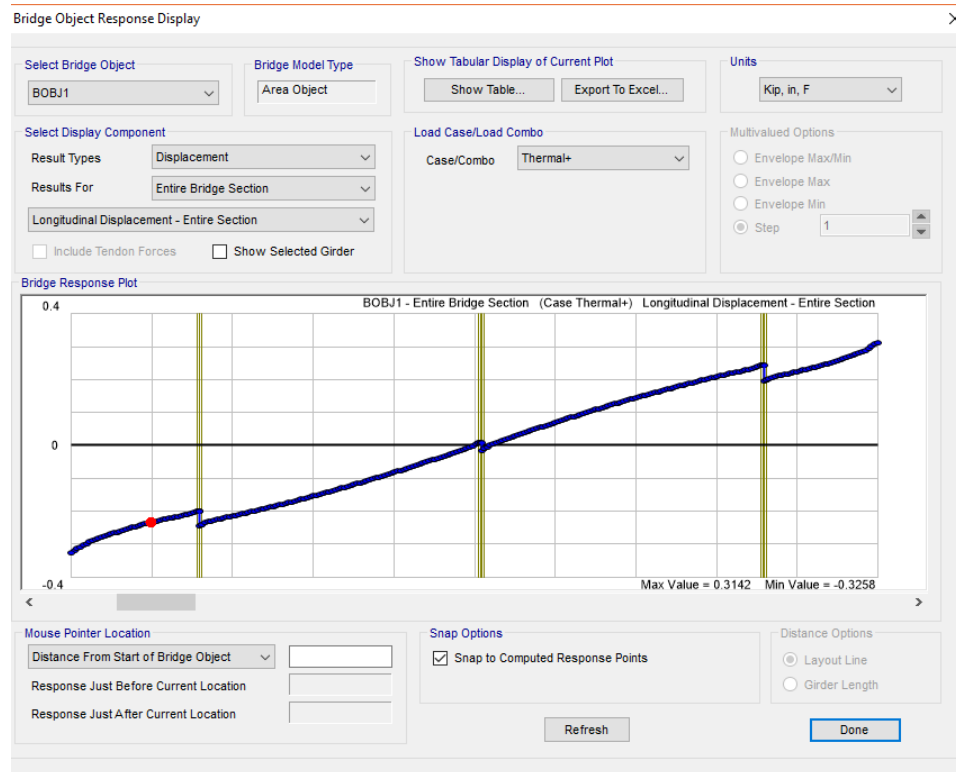 Bridge Object Response Display
Select Bridge Object
BOBJ1
Bridge Model Type
Area Object
Show Tabular Display of Current Plot
Show Table...
Export To Excel...
Units
Kip, in, F
Select Display Component
Result Types
Displacement
Results For
Entire Bridge Section
Longitudinal Displacement - Entire Section
Include Tendon Forces
Show Selected Girder
Load Case/Load Combo
Case/Combo
Thermal+
Multivalued Options
Envelope Max/Min
Envelope Max
Envelope Min
Step
1
Bridge Response Plot
0.4
BOBJ1 - Entire Bridge Section (Case Thermal+) Longitudinal Displacement - Entire Section
0
-0.4
Max Value = 0.3142 Min Value = -0.3258
Mouse Pointer Location
Distance From Start of Bridge Object
Response Just Before Current Location
Response Just After Current Location
Snap Options
Snap to Computed Response Points
Distance Options
Layout Line
Girder Length
Refresh
Done